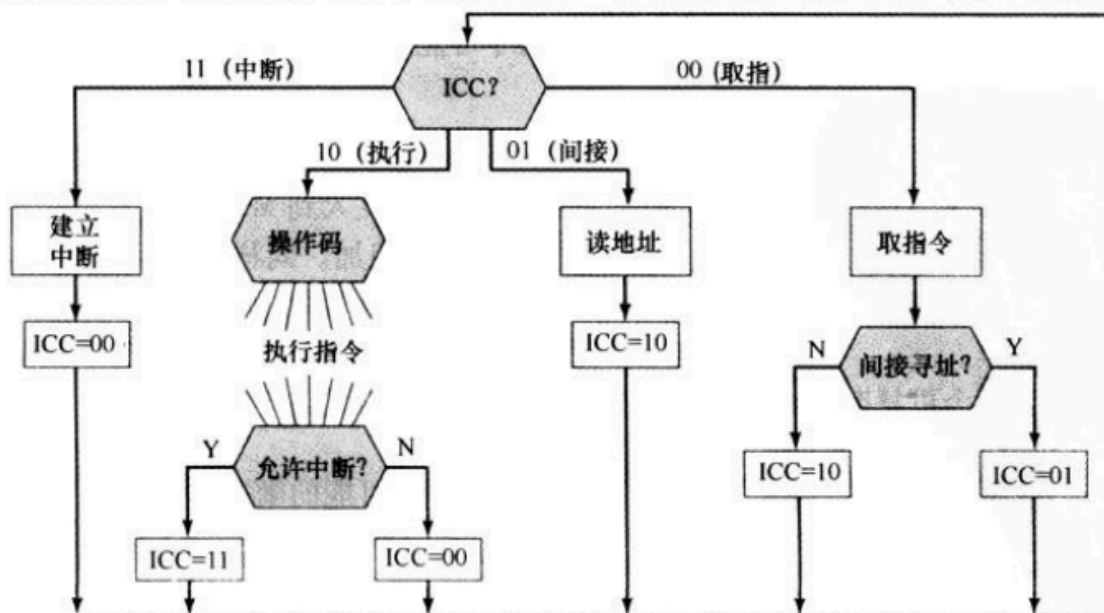 ICC?
11 (中断)
00 (取指)
10 (执行)
01 (间接)
建立
中断
操作码
读地址
取指令
ICC=00
执行指令
ICC=10
间接寻址?
N
Y
允许中断?
Y
N
ICC=10
ICC=01
ICC=11
ICC=00